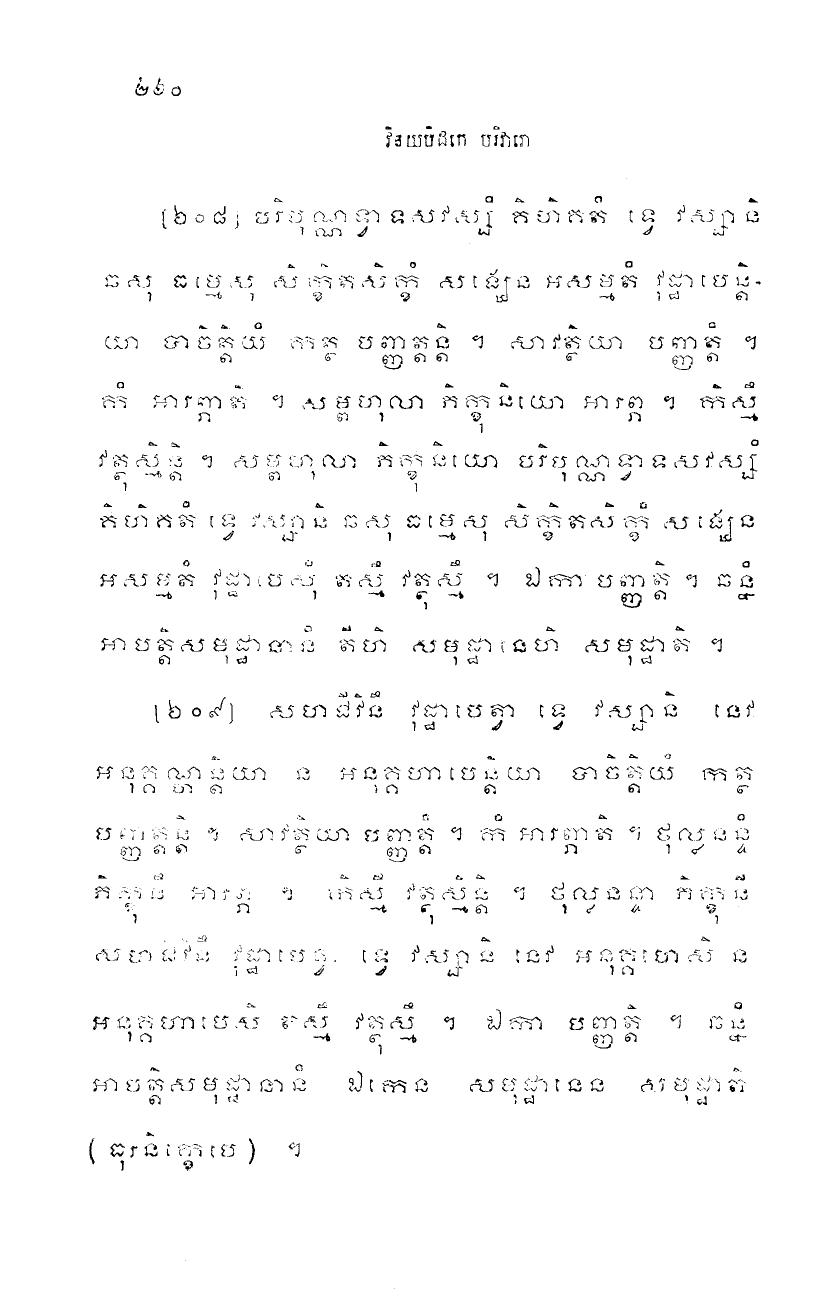 ២៦០
វិនយបិដកេ បរិវារោ
[២០៨] បរិបុណ្ណទ្វាទសវស្សំ គិហិគតំ ទ្វេ វស្សានិ
ឆសុ ធម្មេសុ សិក្ខិតសិក្ខំ សង្ឃេន អសម្មតំ វុដ្ឋាបេន្តិ-
យា បាចិត្តិយំ កត្ថ បញ្ញត្តន្តិ ។ សាវត្ថិយា បញ្ញត្តំ ។
កំ អារព្ភាតិ ។ សម្ពហុលា ភិក្ខុនិយោ អារព្ភ ។ កិស្មឹ
វត្ថុស្មិន្តិ ។ សម្ពហុលា ភិក្ខុនិយោ បរិបុណ្ណទ្វាទសវស្សំ
គិហិគតំ ទ្វេ វស្សានិ ឆសុ ធម្មេសុ សិក្ខិតសិក្ខំ សង្ឃេន
អសម្មតំ វុដ្ឋាបេសុំ តស្មឹ វត្ថុស្មឹ ។ ឯកា បញ្ញត្តិ ។ ឆន្នំ
អាបត្តិសមុដ្ឋានានំ តីហិ សមុដ្ឋានេហិ សមុដ្ឋាតិ ។
[២០៩] សហជីវិនឹ វុដ្ឋាបេត្វា ទ្វេ វស្សានិ នេវ
អនុគ្គណ្ហន្តិយា ន អនុគ្គហាបេន្តិយា បាចិត្តិយំ កត្ថ
បញ្ញត្តន្តិ ។ សាវត្ថិយា បញ្ញត្តំ ។ កំ អារព្ភាតិ ។ ថុល្លនន្ទំ
ភិក្ខុនឹ អារព្ភ ។ កិស្មឹ វត្ថុស្មិន្តិ ។ ថុល្លនន្ទា ភិក្ខុនី
សហជីវិនឹ វុដ្ឋាបេត្វា ទ្វេ វស្សានិ នេវ អនុគ្គហេសិ ន
អនុគ្គហាបេសិ តស្មឹ វត្ថុស្មឹ ។ ឯកា បញ្ញត្តិ ។ ឆន្នំ
អាបត្តិសមុដ្ឋានានំ ឯកេន សមុដ្ឋានេន សមុដ្ឋាតិ
(ធុរនិក្ខេបេ) ។